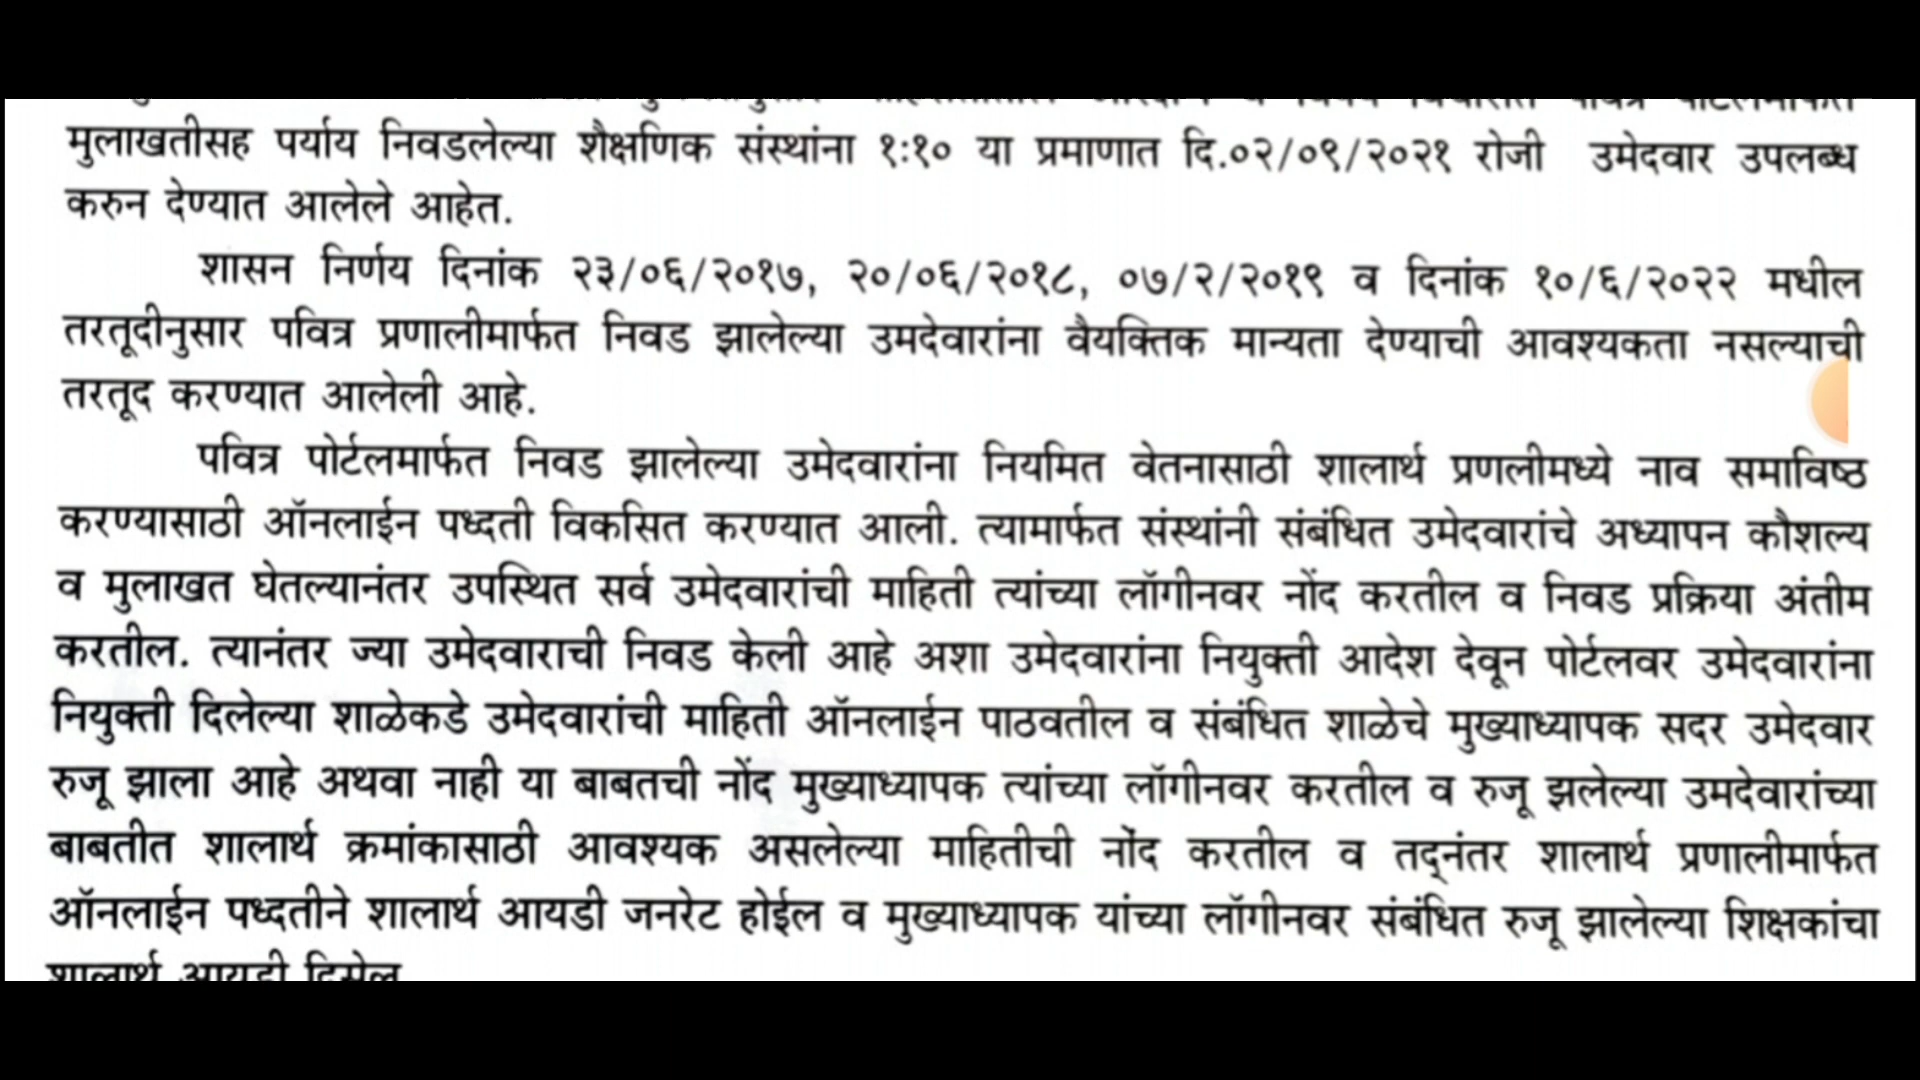 मुलाखतीसह पर्याय निवडलेल्या शैक्षणिक संस्थांना १:१० या प्रमाणात दि.०२/०९/२०२१ रोजी उमेदवार उपलब्ध
करुन देण्यात आलेले आहेत.
शासन निर्णय दिनांक २३/०६/२०१७, २०/०६/२०१८, ०७/२/२०१९ व दिनांक १०/६/२०२२ मधील
तरतूदीनुसार पवित्र प्रणालीमार्फत निवड झालेल्या उमदेवारांना वैयक्तिक मान्यता देण्याची आवश्यकता नसल्याची
तरतूद करण्यात आलेली आहे.
पवित्र पोर्टलमार्फत निवड झालेल्या उमेदवारांना नियमित वेतनासाठी शालार्थ प्रणलीमध्ये नाव समाविष्ठ
करण्यासाठी ऑनलाईन पध्दती विकसित करण्यात आली. त्यामार्फत संस्थांनी संबंधित उमेदवारांचे अध्यापन कौशल्य
व मुलाखत घेतल्यानंतर उपस्थित सर्व उमेदवारांची माहिती त्यांच्या लॉगीनवर नोंद करतील व निवड प्रक्रिया अंतीम
करतील. त्यानंतर ज्या उमेदवाराची निवड केली आहे अशा उमेदवारांना नियुक्ती आदेश देवून पोर्टलवर उमेदवारांना
नियुक्ती दिलेल्या शाळेकडे उमेदवारांची माहिती ऑनलाईन पाठवतील व संबंधित शाळेचे मुख्याध्यापक सदर उमेदवार
रुजू झाला आहे अथवा नाही या बाबतची नोंद मुख्याध्यापक त्यांच्या लॉगीनवर करतील व रुजू झलेल्या उमदेवारांच्या
बाबतीत शालार्थ क्रमांकासाठी आवश्यक असलेल्या माहितीची नोंद करतील व तद्नंतर शालार्थ प्रणालीमार्फत
ऑनलाईन पध्दतीने शालार्थ आयडी जनरेट होईल व मुख्याध्यापक यांच्या लॉगीनवर संबंधित रुजू झालेल्या शिक्षकांचा
शालार्थ आयडी दिसेल